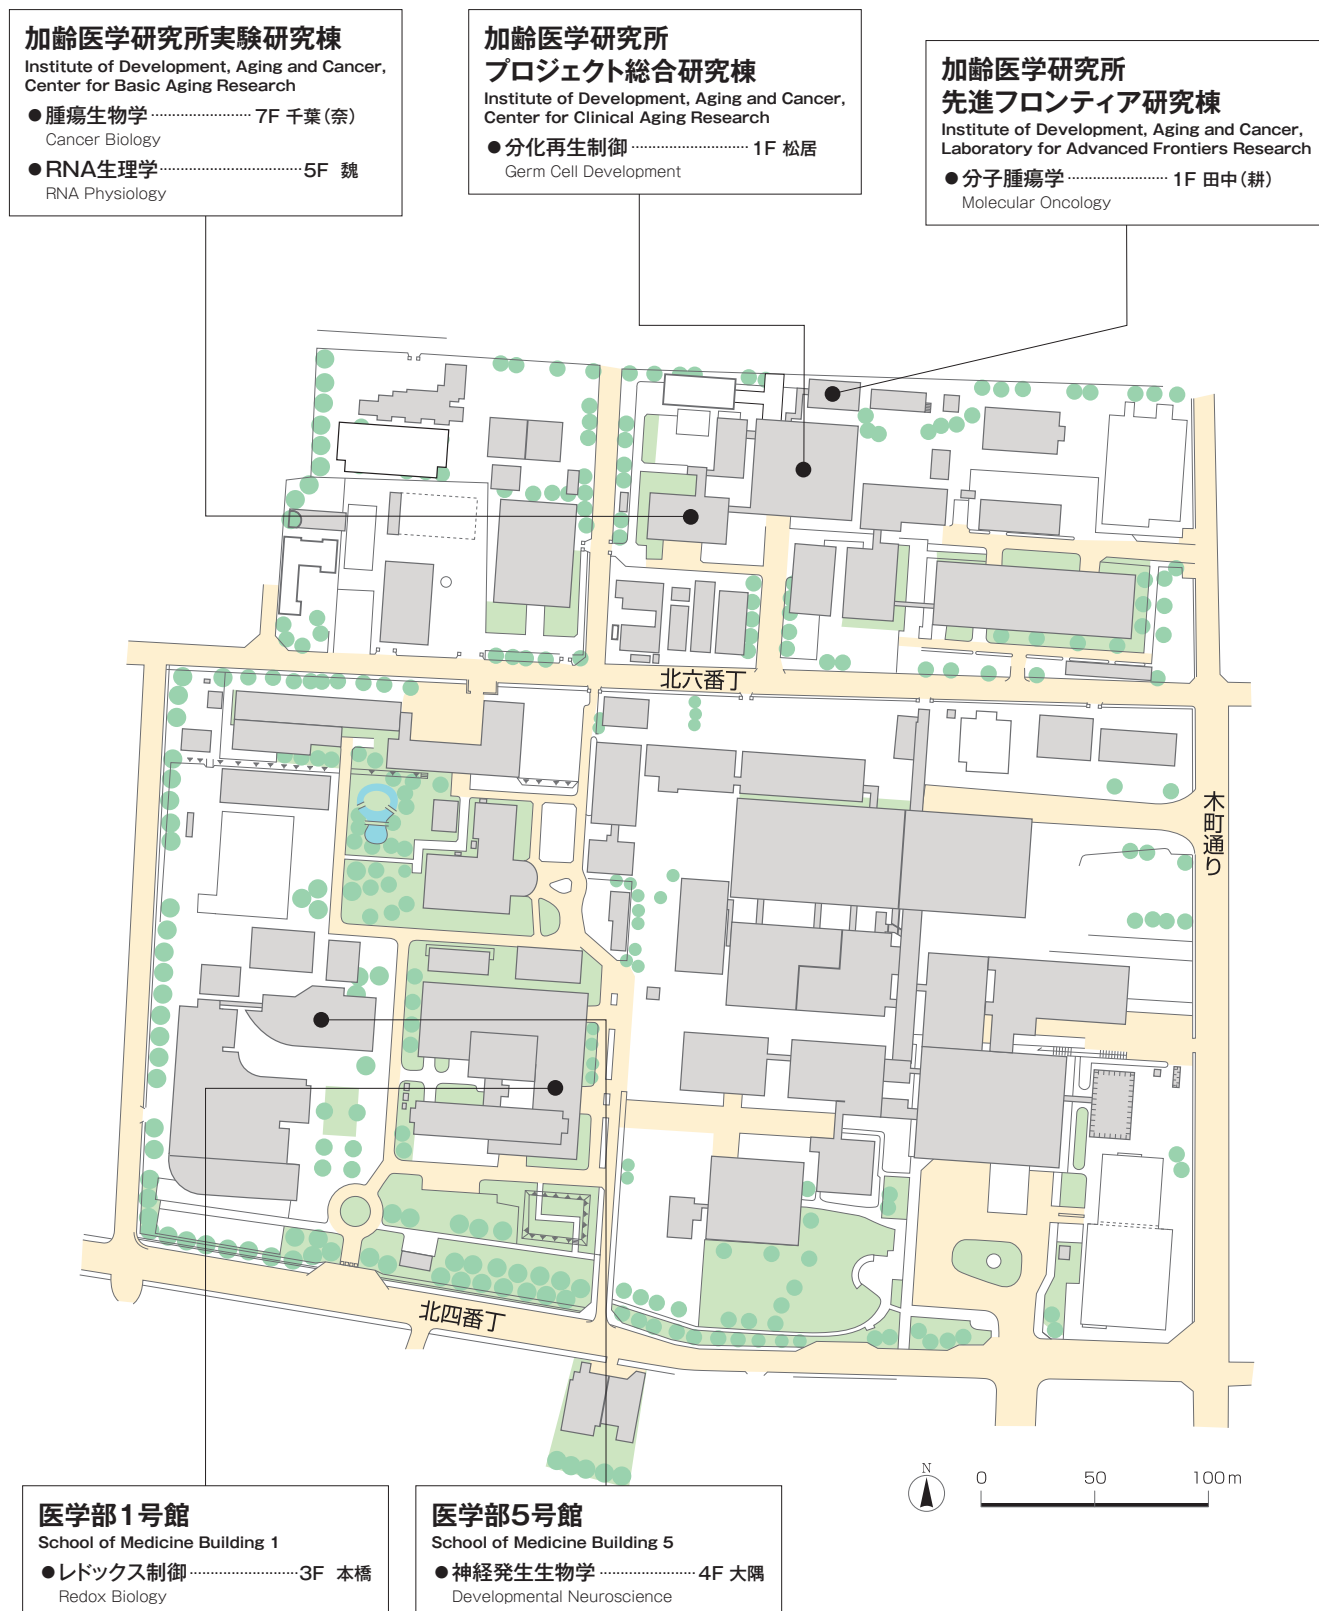 加齢医学研究所実験研究棟
Institute of Development, Aging and Cancer,
Center for Basic Aging Research
●腫瘍生物学 ························ 7F 千葉（奈）
Cancer Biology
●RNA生理学 ································ 5F 魏
RNA Physiology
加齢医学研究所
プロジェクト総合研究棟
Institute of Development, Aging and Cancer,
Center for Clinical Aging Research
●分化再生制御 ···························· 1F 松居
Germ Cell Development
加齢医学研究所
先進フロンティア研究棟
Institute of Development, Aging and Cancer,
Laboratory for Advanced Frontiers Research
●分子腫瘍学 ························ 1F 田中（耕）
Molecular Oncology
北六番丁
木町通り
北四番丁
N
0 50 100m
医学部1号館
School of Medicine Building 1
●レドックス制御 ························· 3F 本橋
Redox Biology
医学部5号館
School of Medicine Building 5
●神経発生生物学 ······················ 4F 大隅
Developmental Neuroscience